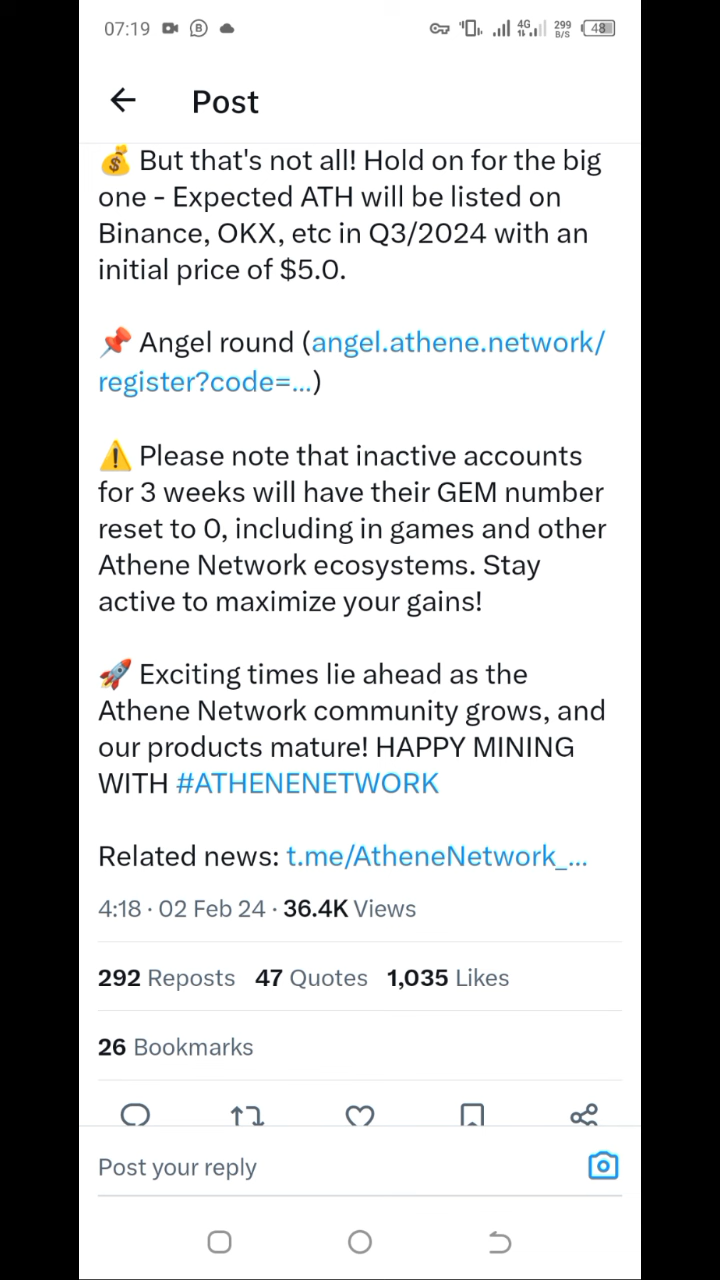 07:19 B 4G 299 B/S 48
Post
💰 But that's not all! Hold on for the big
one - Expected ATH will be listed on
Binance, OKX, etc in Q3/2024 with an
initial price of $5.0.
📌 Angel round (angel.athene.network/
register?code=...)
⚠️ Please note that inactive accounts
for 3 weeks will have their GEM number
reset to 0, including in games and other
Athene Network ecosystems. Stay
active to maximize your gains!
🚀 Exciting times lie ahead as the
Athene Network community grows, and
our products mature! HAPPY MINING
WITH #ATHENENETWORK
Related news: t.me/AtheneNetwork_...
4:18 · 02 Feb 24 · 36.4K Views
292 Reposts 47 Quotes 1,035 Likes
26 Bookmarks
Post your reply